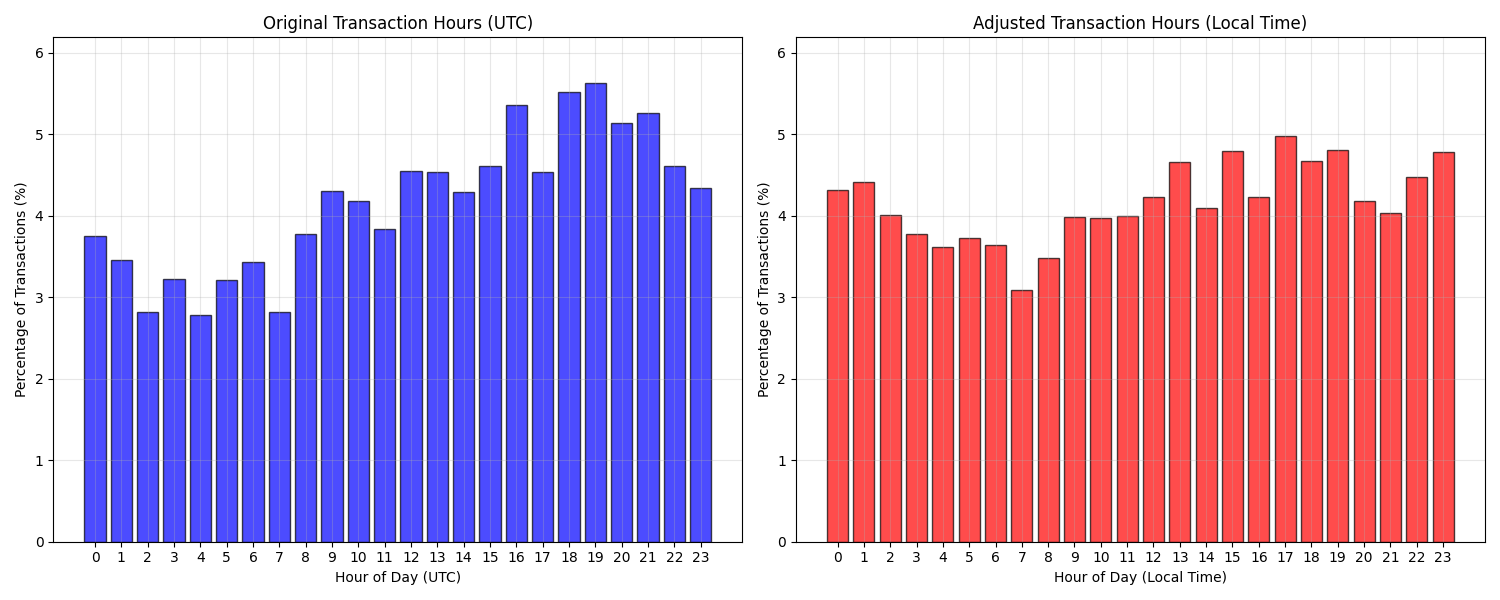 Original Transaction Hours (UTC)
Percentage of Transactions (%)
6
5
4
3
2
1
0
0 1 2 3 4 5 6 7 8 9 10 11 12 13 14 15 16 17 18 19 20 21 22 23
Hour of Day (UTC)
Adjusted Transaction Hours (Local Time)
Percentage of Transactions (%)
6
5
4
3
2
1
0
0 1 2 3 4 5 6 7 8 9 10 11 12 13 14 15 16 17 18 19 20 21 22 23
Hour of Day (Local Time)